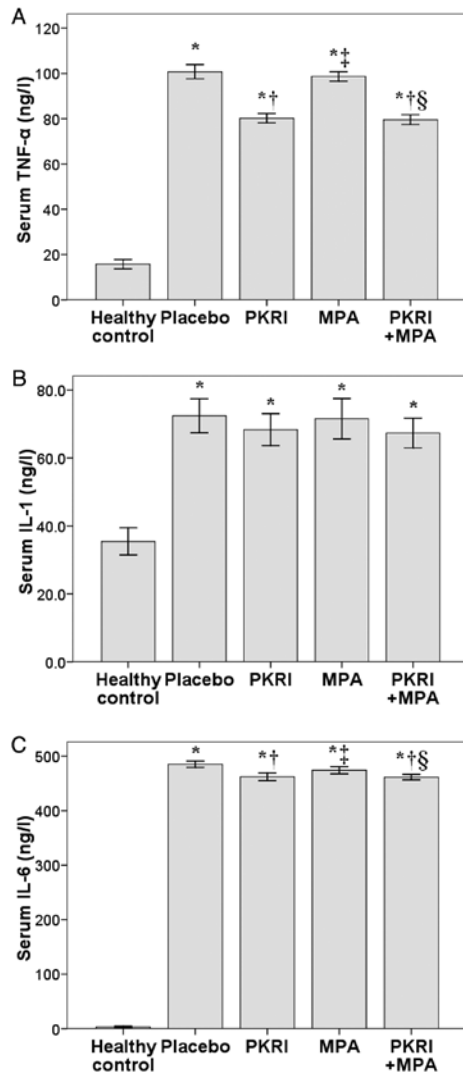 A
Serum TNF-α (ng/l)
120
100
80
60
40
20
0
*
*†
*‡
*†§
Healthy control
Placebo
PKRI
MPA
PKRI +MPA
B
Serum IL-1 (ng/l)
80.0
60.0
40.0
20.0
0.0
*
*
*
*
Healthy control
Placebo
PKRI
MPA
PKRI +MPA
C
Serum IL-6 (ng/l)
500
400
300
200
100
0
*
*†
*‡
*†§
Healthy control
Placebo
PKRI
MPA
PKRI +MPA